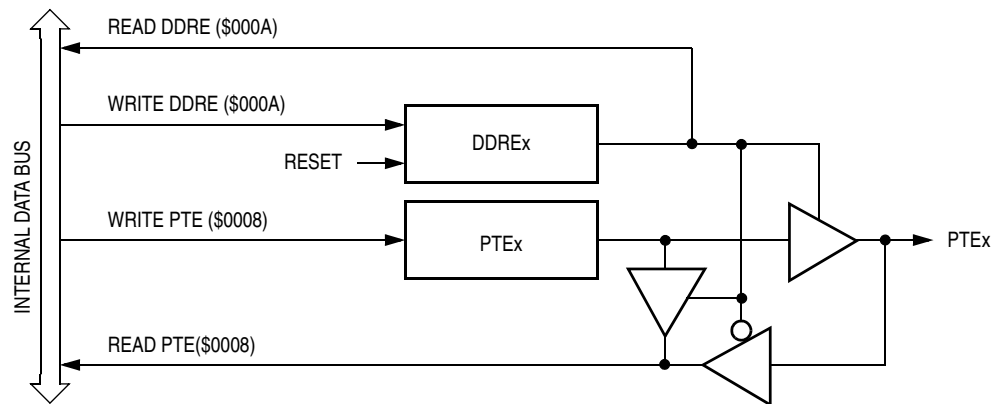 READ DDRE ($000A)
WRITE DDRE ($000A)
DDREx
RESET
WRITE PTE ($0008)
PTEx
PTEx
READ PTE($0008)
INTERNAL DATA BUS